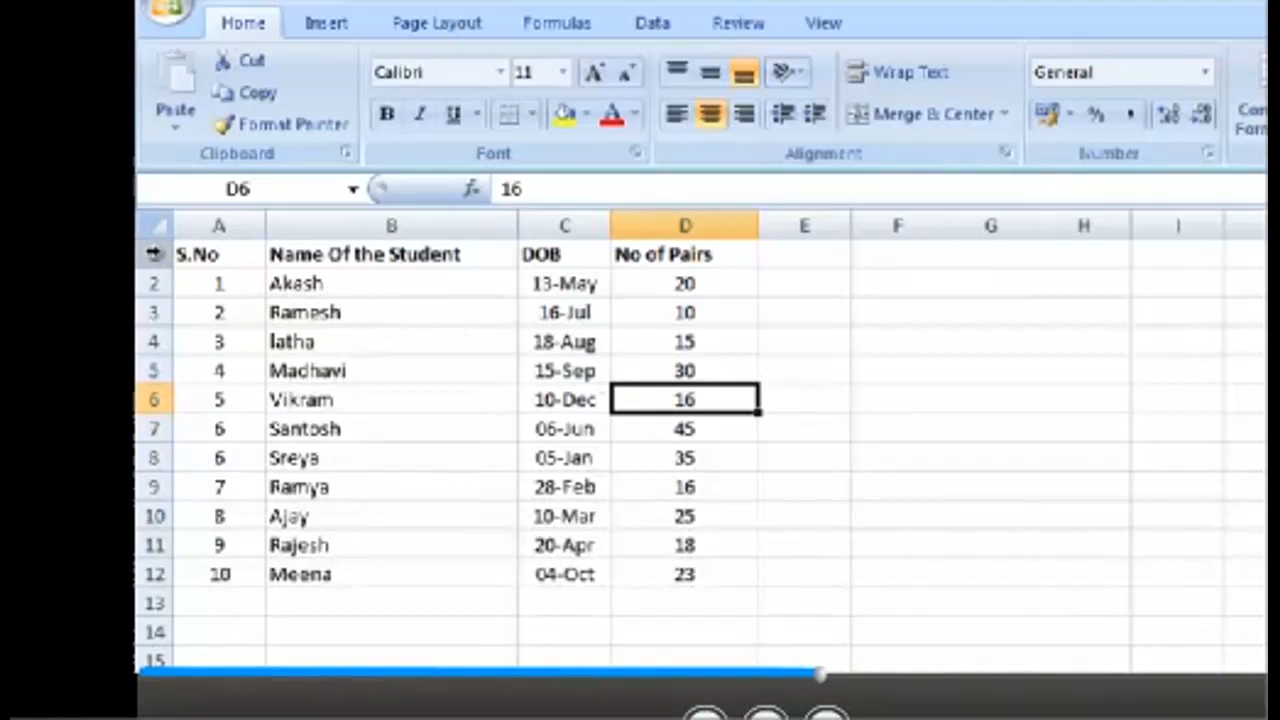 Home Insert Page Layout Formulas Data Review View
Cut
Calibri 11 Wrap Text General
Paste Copy
Format Painter B I U A Merge & Center %
Clipboard Font Alignment Number
D6 fx 16
A B C D E F G H I
S.No Name Of the Student DOB No of Pairs
2 1 Akash 13-May 20
3 2 Ramesh 16-Jul 10
4 3 latha 18-Aug 15
5 4 Madhavi 15-Sep 30
6 5 Vikram 10-Dec 16
7 6 Santosh 06-Jun 45
8 6 Sreya 05-Jan 35
9 7 Ramya 28-Feb 16
10 8 Ajay 10-Mar 25
11 9 Rajesh 20-Apr 18
12 10 Meena 04-Oct 23
13
14
15